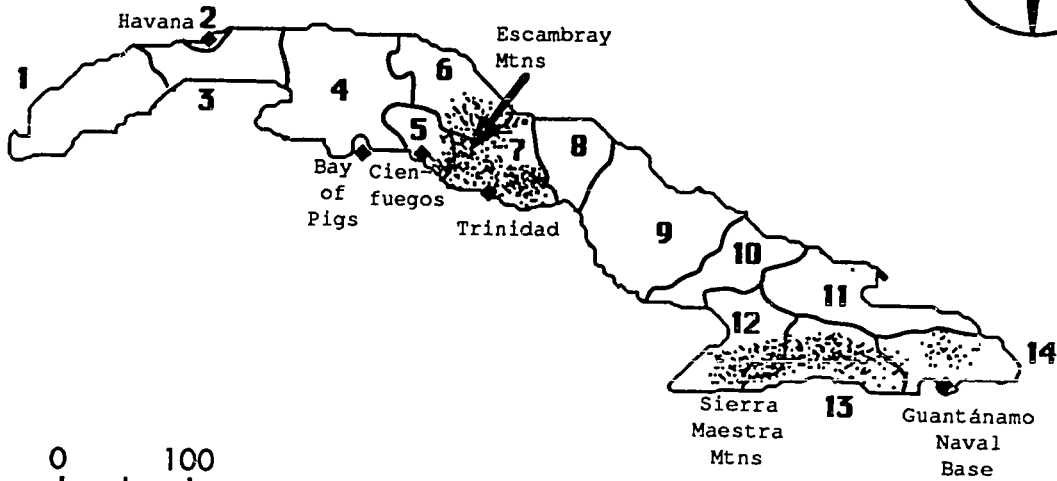 Havana 2
Escambray
Mtns
1
6
3
4
5
7
8
Bay
of
Pigs
Cien-
fuegos
Trinidad
9
10
11
12
14
13
Sierra
Maestra
Mtns
Guantánamo
Naval
Base
0 100